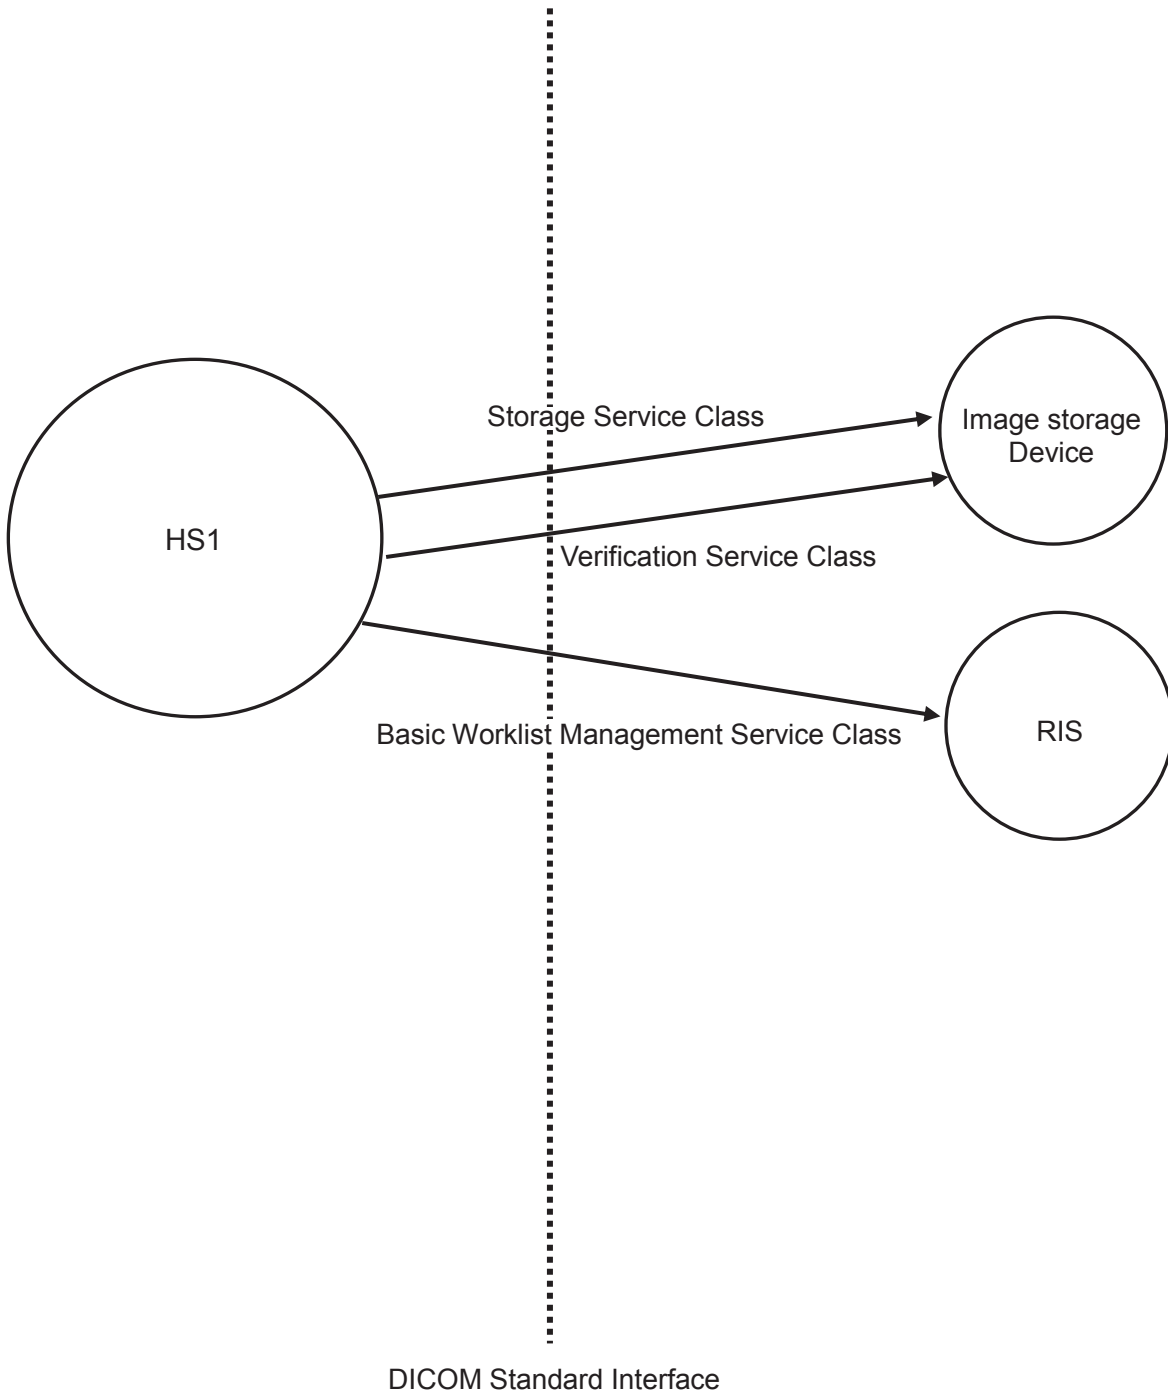 Storage Service Class
Image storage
Device
HS1
Verification Service Class
Basic Worklist Management Service Class
RIS
DICOM Standard Interface